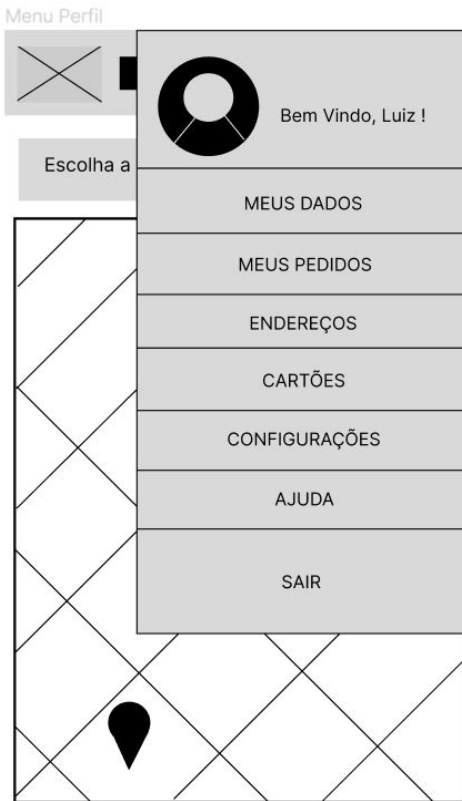 Menu Perfil
Bem Vindo, Luiz !
Escolha a
MEUS DADOS
MEUS PEDIDOS
ENDEREÇOS
CARTÕES
CONFIGURAÇÕES
AJUDA
SAIR